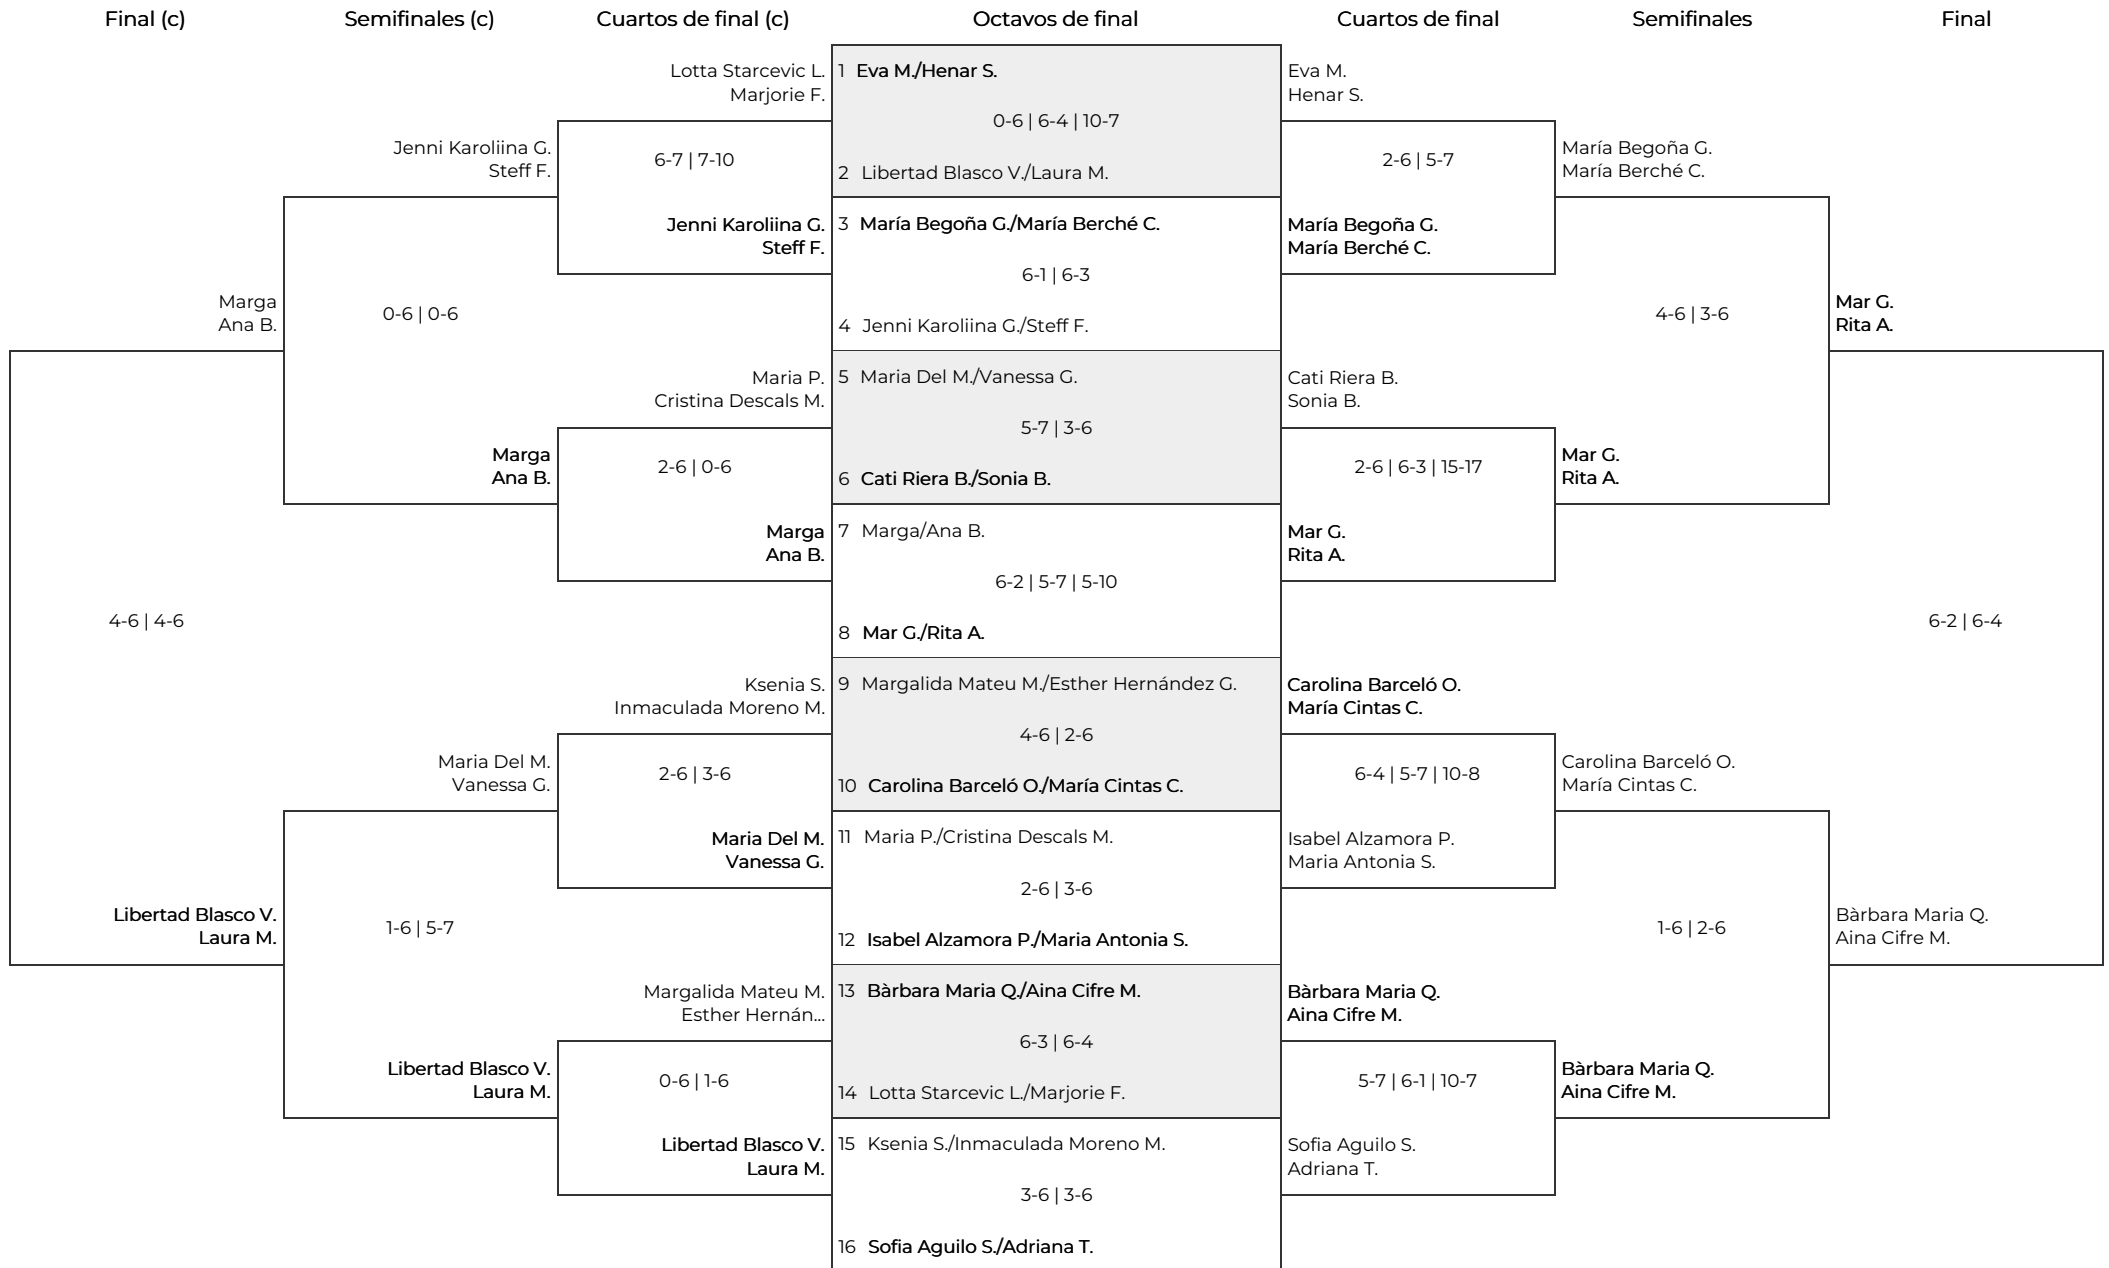 Final (c)
Semifinales (c)
Cuartos de final (c)
Octavos de final
Cuartos de final
Semifinales
Final
Marga
Ana B.
4-6 | 4-6
Libertad Blasco V.
Laura M.
Jenni Karoliina G.
Steff F.
0-6 | 0-6
Marga
Ana B.
Maria Del M.
Vanessa G.
1-6 | 5-7
Libertad Blasco V.
Laura M.
Lotta Starcevic L.
Marjorie F.
6-7 | 7-10
Jenni Karoliina G.
Steff F.
Maria P.
Cristina Descals M.
2-6 | 0-6
Marga
Ana B.
Ksenia S.
Inmaculada Moreno M.
2-6 | 3-6
Maria Del M.
Vanessa G.
Margalida Mateu M.
Esther Hernán...
0-6 | 1-6
Libertad Blasco V.
Laura M.
1 Eva M./Henar S.
0-6 | 6-4 | 10-7
2 Libertad Blasco V./Laura M.
3 María Begoña G./María Berché C.
6-1 | 6-3
4 Jenni Karoliina G./Steff F.
5 Maria Del M./Vanessa G.
5-7 | 3-6
6 Cati Riera B./Sonia B.
7 Marga/Ana B.
6-2 | 5-7 | 5-10
8 Mar G./Rita A.
9 Margalida Mateu M./Esther Hernández G.
4-6 | 2-6
10 Carolina Barceló O./María Cintas C.
11 Maria P./Cristina Descals M.
2-6 | 3-6
12 Isabel Alzamora P./Maria Antonia S.
13 Bàrbara Maria Q./Aina Cifre M.
6-3 | 6-4
14 Lotta Starcevic L./Marjorie F.
15 Ksenia S./Inmaculada Moreno M.
3-6 | 3-6
16 Sofia Aguilo S./Adriana T.
Eva M.
Henar S.
2-6 | 5-7
María Begoña G.
María Berché C.
Cati Riera B.
Sonia B.
2-6 | 6-3 | 15-17
Mar G.
Rita A.
Carolina Barceló O.
María Cintas C.
6-4 | 5-7 | 10-8
Isabel Alzamora P.
Maria Antonia S.
Bàrbara Maria Q.
Aina Cifre M.
5-7 | 6-1 | 10-7
Sofia Aguilo S.
Adriana T.
María Begoña G.
María Berché C.
4-6 | 3-6
Mar G.
Rita A.
Carolina Barceló O.
María Cintas C.
1-6 | 2-6
Bàrbara Maria Q.
Aina Cifre M.
Mar G.
Rita A.
6-2 | 6-4
Bàrbara Maria Q.
Aina Cifre M.